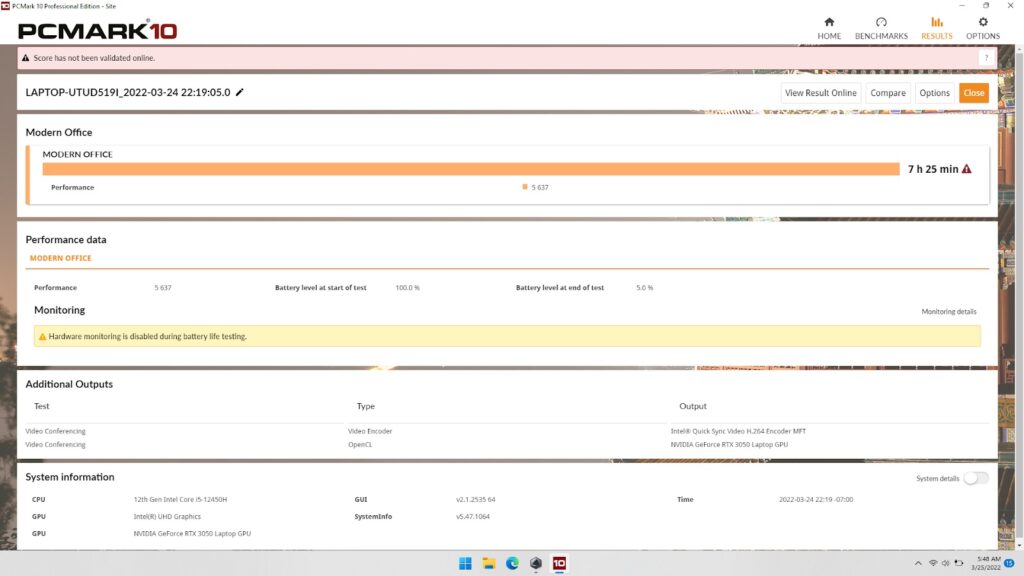 10 PCMark 10 Professional Edition - Site
PCMARK 10
HOME BENCHMARKS RESULTS OPTIONS
Score has not been validated online. ?
LAPTOP-UTUD519I_2022-03-24 22:19:05.0 View Result Online Compare Options Close
Modern Office
MODERN OFFICE
7 h 25 min
Performance 5 637
Performance data
MODERN OFFICE
Performance 5 637 Battery level at start of test 100.0 % Battery level at end of test 5.0 %
Monitoring Monitoring details
Hardware monitoring is disabled during battery life testing.
Additional Outputs
Test Type Output
Video Conferencing Video Encoder Intel® Quick Sync Video H.264 Encoder MFT
Video Conferencing OpenCL NVIDIA GeForce RTX 3050 Laptop GPU
System information System details
CPU 12th Gen Intel Core i5-12450H GUI v2.1.2535 64 Time 2022-03-24 22:19 -07:00
GPU Intel(R) UHD Graphics SystemInfo v5.47.1064
GPU NVIDIA GeForce RTX 3050 Laptop GPU
10
5:48 AM
3/25/2022
15